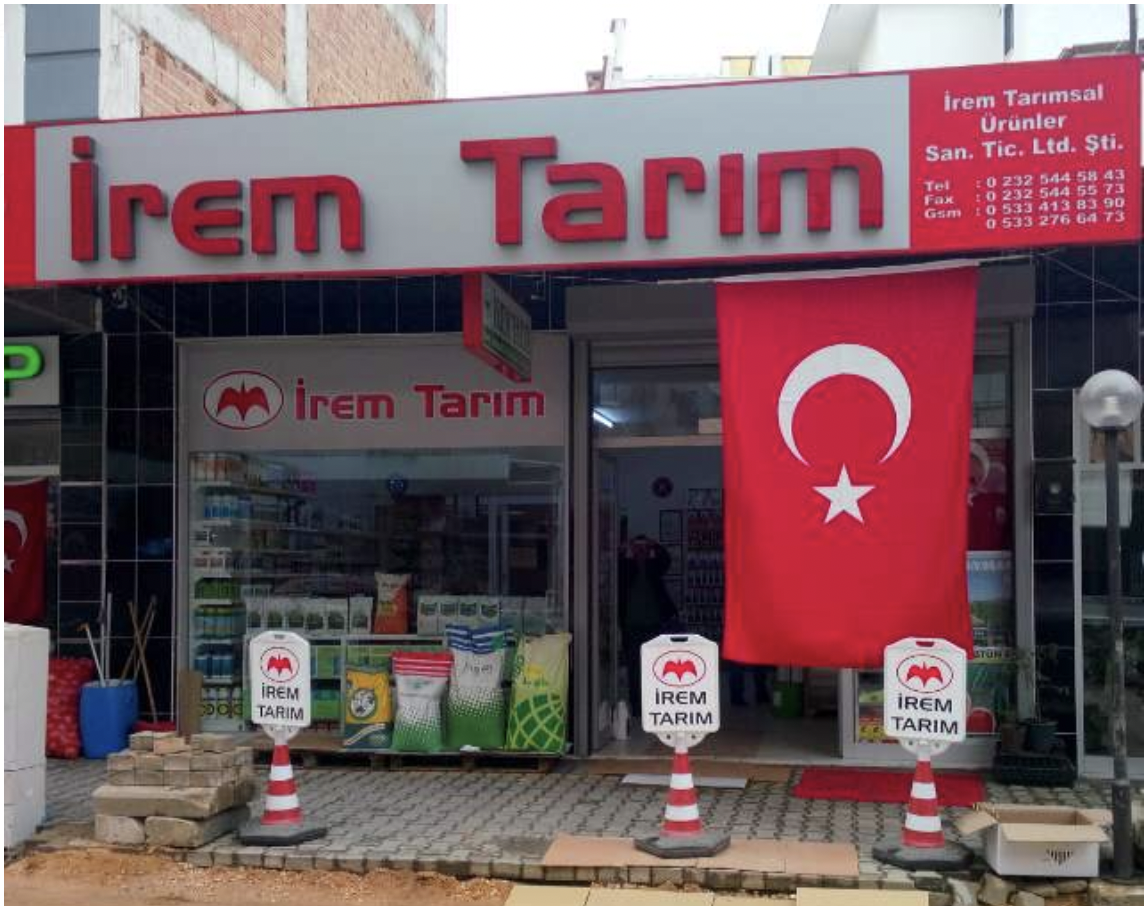 İrem Tarım
İrem Tarımsal
Ürünler
San. Tic. Ltd. Şti.
Tel : 0 232 544 58 43
Fax : 0 232 544 55 73
Gsm : 0 533 413 83 90
0 533 276 64 73
P
İrem Tarım
İREM
TARIM
İREM
TARIM
İREM
TARIM